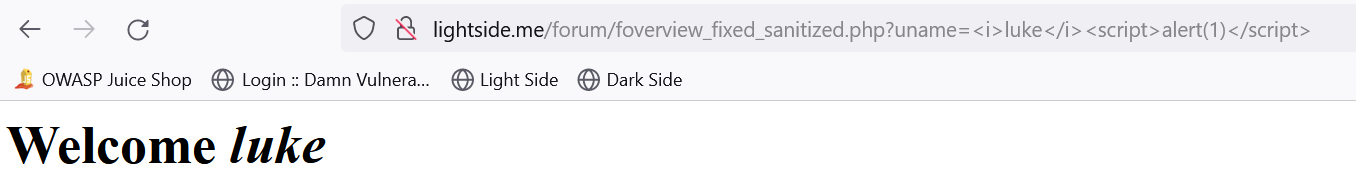 lightside.me/forum/foverview_fixed_sanitized.php?uname=<i>luke</i><script>alert(1)</script>
OWASP Juice Shop Login :: Damn Vulnera... Light Side Dark Side
Welcome luke